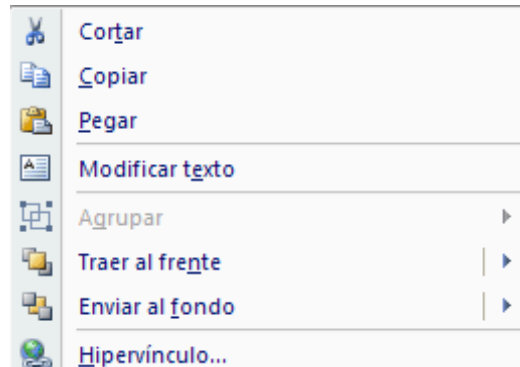 Cortar
Copiar
Pegar
Modificar texto
Agrupar
Traer al frente
Enviar al fondo
Hipervínculo...